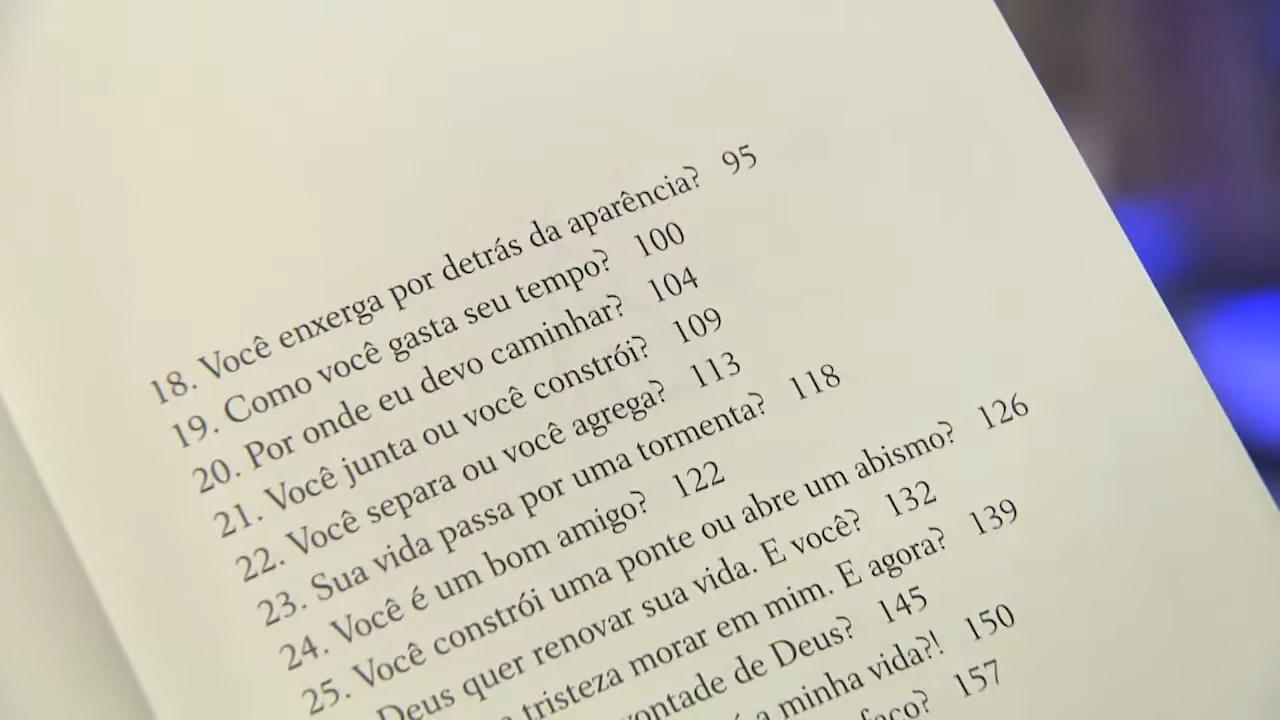 18. Você enxerga por detrás da aparência? 95
19. Como você gasta seu tempo? 100
20. Por onde eu devo caminhar? 104
21. Você junta ou você constrói? 109
22. Você separa ou você agrega? 113
23. Sua vida passa por uma tormenta? 118
24. Você é um bom amigo? 122
25. Você constrói uma ponte ou abre um abismo? 126
Deus quer renovar sua vida. E você? 132
tristeza morar em mim. E agora? 139
vontade de Deus? 145
a minha vida?! 150
faço? 157